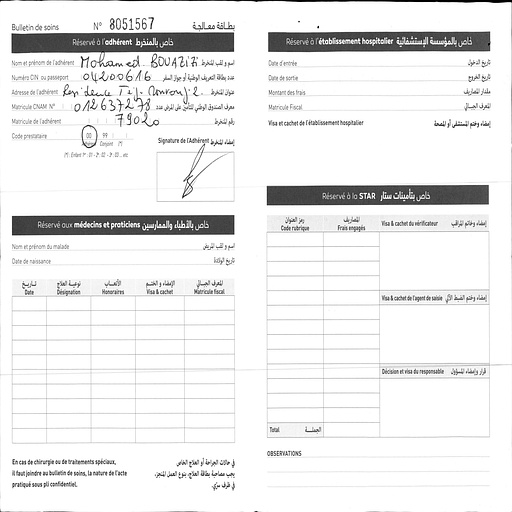 Bulletin de soins N° 8051567 بطاقة معالجة
Réservé à l'adhérent خاص بالمنخرط
Nom et prénom de l'adhérent Mohamed BOUAZIZI إسم و لقب المنخرط
Numéro CIN ou passeport 04200616 عدد بطاقة التعريف الوطنية أو جواز السفر
Adresse de l'adhérent Residence عنوان المنخرط
Matricule CNAM N° 012637278 معرف الصندوق الوطني للتأمين على المرض عدد
Matricule de l'adhérent 79020 رقم المنخرط
Code prestataire 00 99 (*)
Adhérent Conjoint (*)
(*) : Enfant 1 : 01 - 2 : 02 - 3 : 03 ... etc
Signature de l'Adhérent إمضاء المنخرط
Réservé aux médecins et praticiens خاص بالأطباء والممارسين
Nom et prénom du malade اسم و لقب المريض
Date de naissance تاريخ الولادة
تاريخ نوعية العلاج الأتعاب الإمضاء و الختم المعرف الجبائي
Date Désignation Honoraires Visa & cachet Matricule fiscal
En cas de chirurgie ou de traitements spéciaux,
il faut joindre au bulletin de soins, la nature de l'acte
pratiqué sous pli confidentiel.
في حالات الجراحة أو العلاج الخاص
يجب مصاحبة بطاقة العلاج، بنوع العمل المنجز،
في ظرف سري.
Réservé à l'établissement hospitalier خاص بالمؤسسة الإستشفائية
Date d'entrée تاريخ الدخول
Date de sortie تاريخ الخروج
Montant des frais مقدار المصاريف
Matricule Fiscal المعرف الجبائي
Visa et cachet de l'établissement hospitalier إمضاء وختم المستشفى أو المصحة
Réservé à la STAR خاص بتأمينات ستار
رمز العنوان المصاريف
Code rubrique Frais engagés
Visa & cachet du vérificateur إمضاء وخاتم المراقب
Visa & cachet de l'agent de saisie إمضاء وختم الضبط الآلي
Décision et visa du responsable قرار وإمضاء المسؤول
Total الجملة
OBSERVATIONS